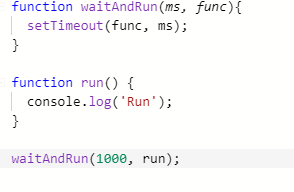 function waitAndRun(ms, func){
  setTimeout(func, ms);
}

function run() {
  console.log('Run');
}

waitAndRun(1000, run);